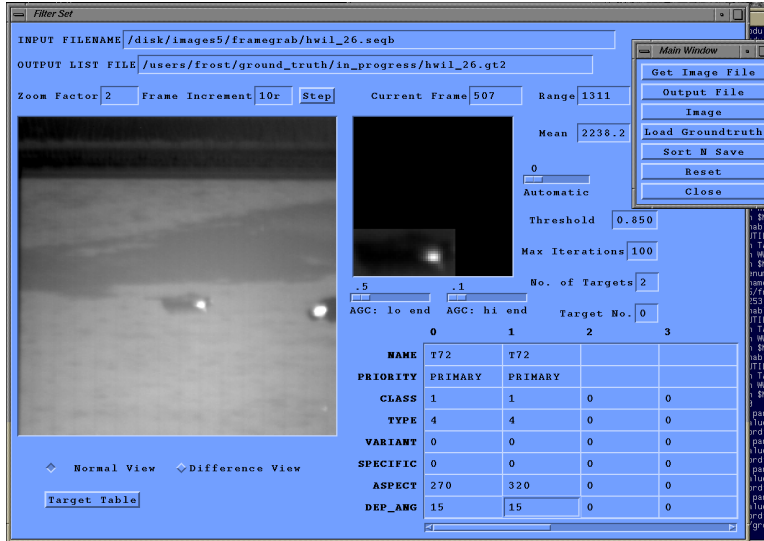 Filter Set
INPUT FILENAME /disk/images5/framegrab/hwil_26.seqb
OUTPUT LIST FILE /users/frost/ground_truth/in_progress/hwil_26.gt2
Zoom Factor 2 Frame Increment 10r Step Current Frame 507 Range 1311
Mean 2238.2
0
Automatic
Threshold 0.850
Max Iterations 100
No. of Targets 2
Target No. 0
.5 .1
AGC: lo end AGC: hi end
0 1 2 3
NAME T72 T72
PRIORITY PRIMARY PRIMARY
CLASS 1 1 0 0
TYPE 4 4 0 0
VARIANT 0 0 0 0
SPECIFIC 0 0 0 0
ASPECT 270 320 0 0
DEP_ANG 15 15 0 0
Normal View Difference View
Target Table
Main Window
Get Image File
Output File
Image
Load Groundtruth
Sort N Save
Reset
Close